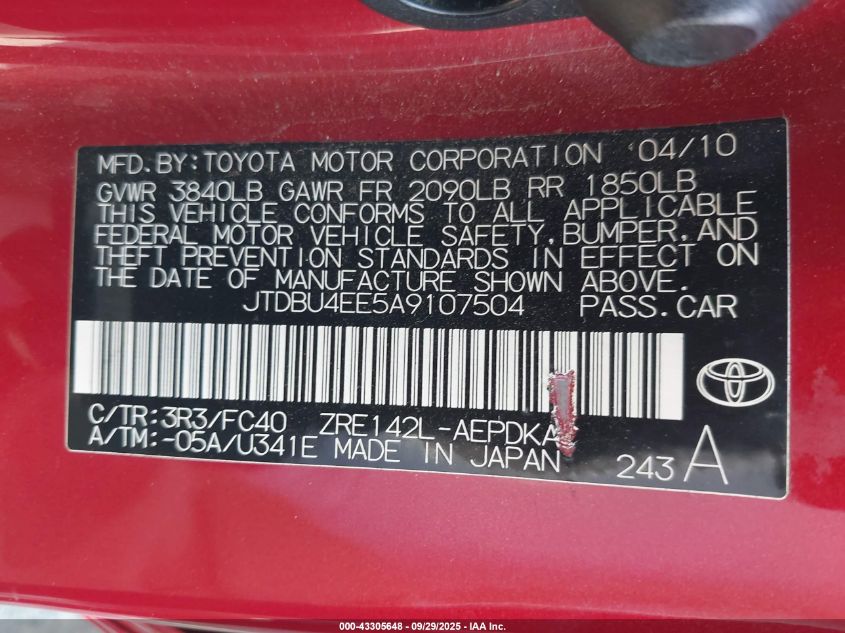 MFD.BY:TOYOTA MOTOR CORPORATION 04/10
GVWR 3840LB GAWR FR 2090LB RR 1850LB
THIS VEHICLE CONFORMS TO ALL APPLICABLE
FEDERAL MOTOR VEHICLE SAFETY,BUMPER,AND
THEFT PREVENTION STANDARDS IN EFFECT ON
THE DATE OF MANUFACTURE SHOWN ABOVE.
JTDBU4EE5A9107504 PASS.CAR
C/TR:3R3/FC40 ZRE142L-AEPDKA
A/TM:-05A/U341E MADE IN JAPAN 243 A
000-43305648 - 09/29/2025 - IAA Inc.